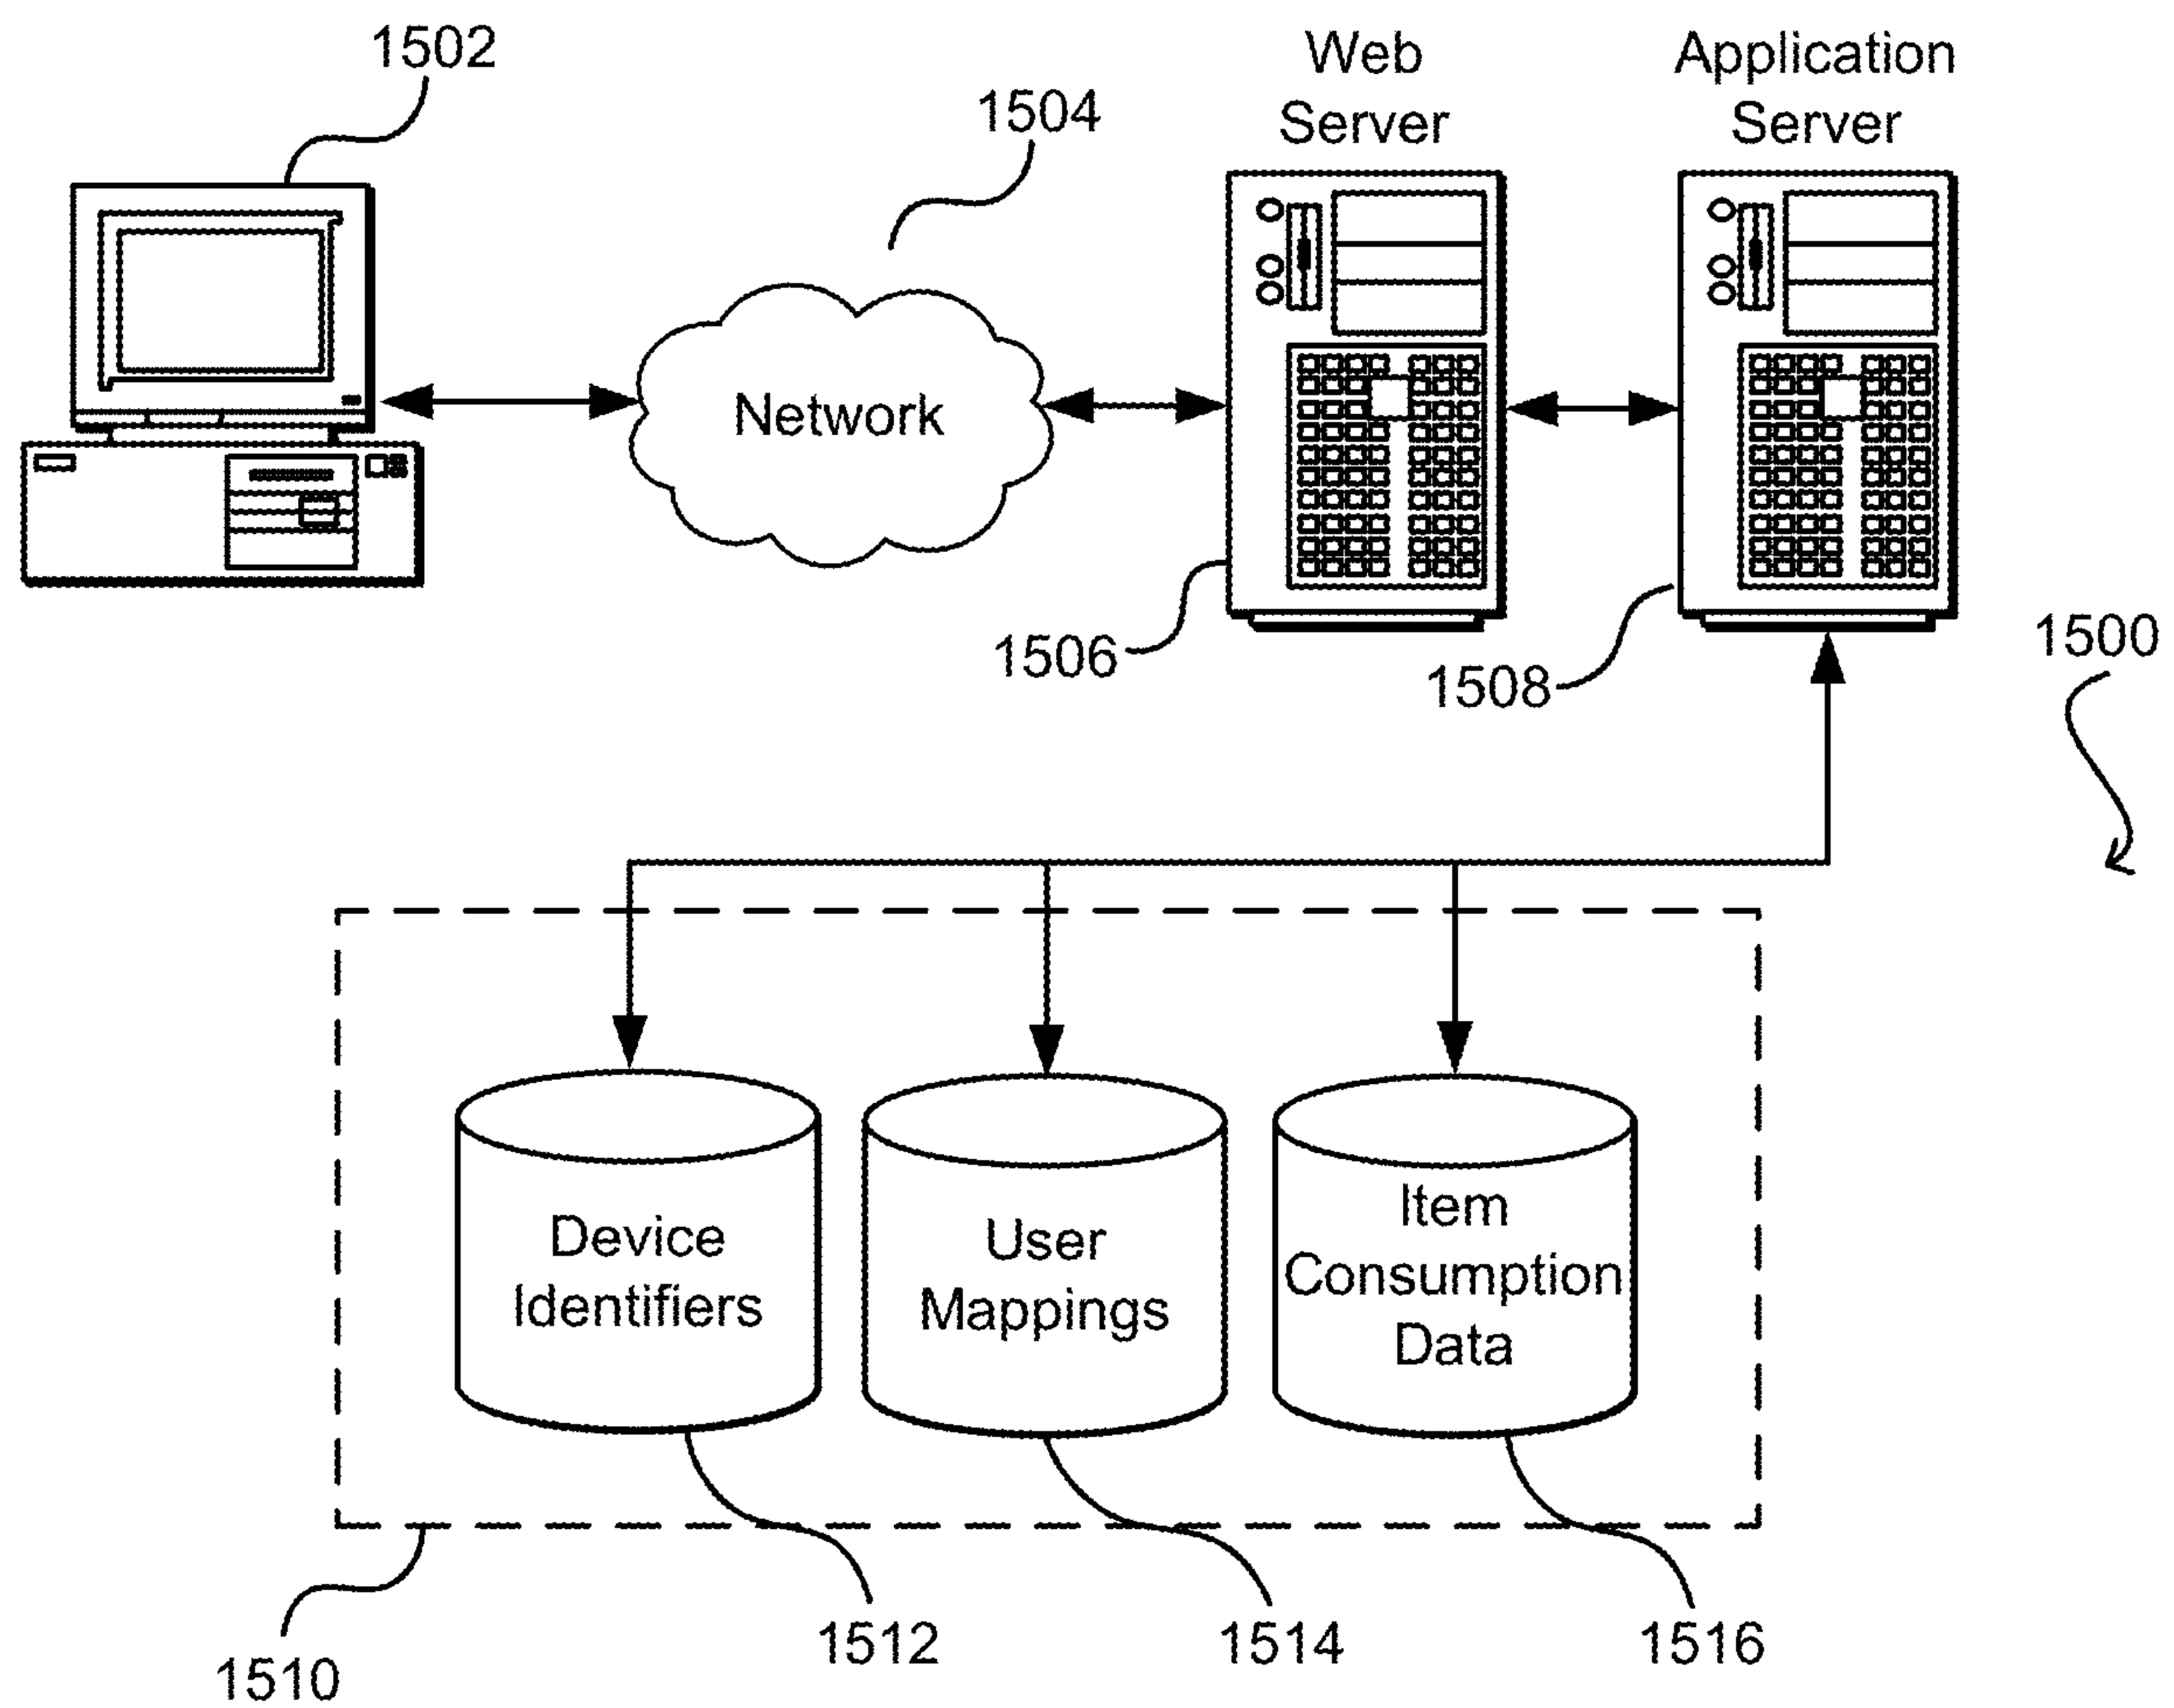 1502
1504
Web
Server
Application
Server
Network
1506
1508
1500
Device
Identifiers
User
Mappings
Item
Consumption
Data
1510
1512
1514
1516